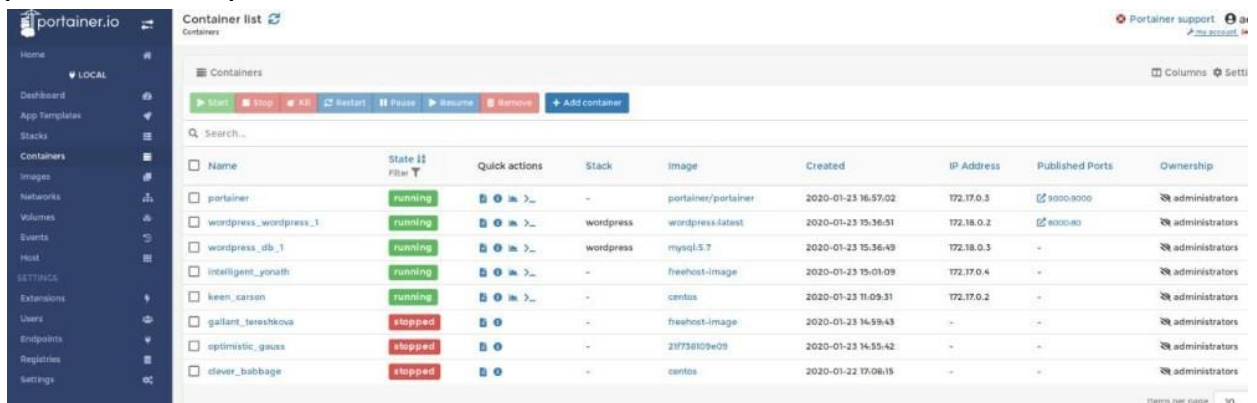 portainer.io
Home
LOCAL
Dashboard
App Templates
Stacks
Containers
Images
Networks
Volumes
Events
Host
SETTINGS
Extensions
Users
Endpoints
Registries
Settings
Container list
Containers
Portainer support
my account
Containers
Columns Setti
Start Stop Kill Restart Pause Resume Remove + Add container
Search...
Name State Filter Quick actions Stack Image Created IP Address Published Ports Ownership
portainer running - portainer/portainer 2020-01-23 16:57:02 172.17.0.3 9000:9000 administrators
wordpress_wordpress_1 running wordpress wordpress:latest 2020-01-23 15:36:51 172.18.0.2 8000:80 administrators
wordpress_db_1 running wordpress mysql:5.7 2020-01-23 15:36:49 172.18.0.3 - administrators
intelligent_yonath running - freehost-image 2020-01-23 15:01:09 172.17.0.4 - administrators
keen_carson running - centos 2020-01-23 11:09:31 172.17.0.2 - administrators
gallant_tereshkova stopped - freehost-image 2020-01-23 14:59:43 - - administrators
optimistic_gauss stopped - 21f738109e09 2020-01-23 14:55:42 - - administrators
clever_babbage stopped - centos 2020-01-22 17:08:15 - - administrators
Items per page 10